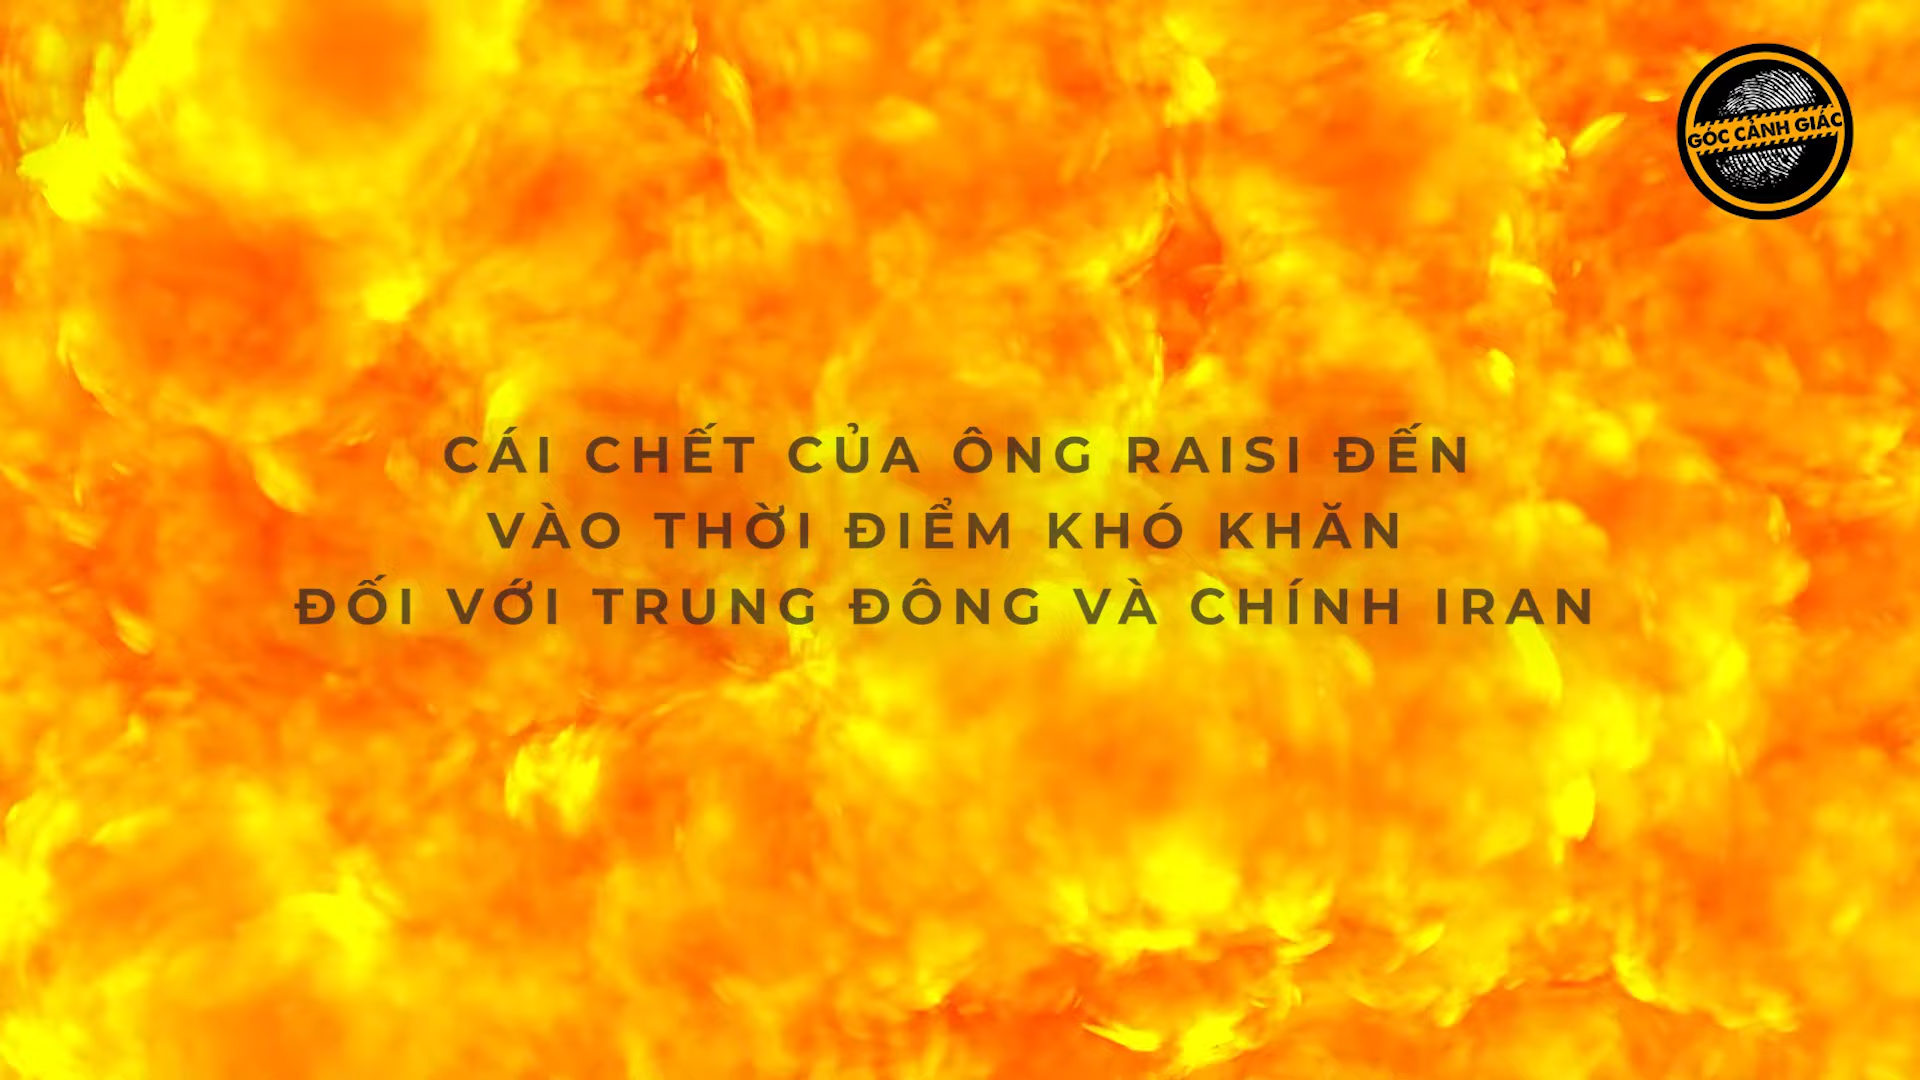 GÓC CẢNH GIÁC
CÁI CHẾT CỦA ÔNG RAISI ĐẾN
VÀO THỜI ĐIỂM KHÓ KHĂN
ĐỐI VỚI TRUNG ĐÔNG VÀ CHÍNH IRAN